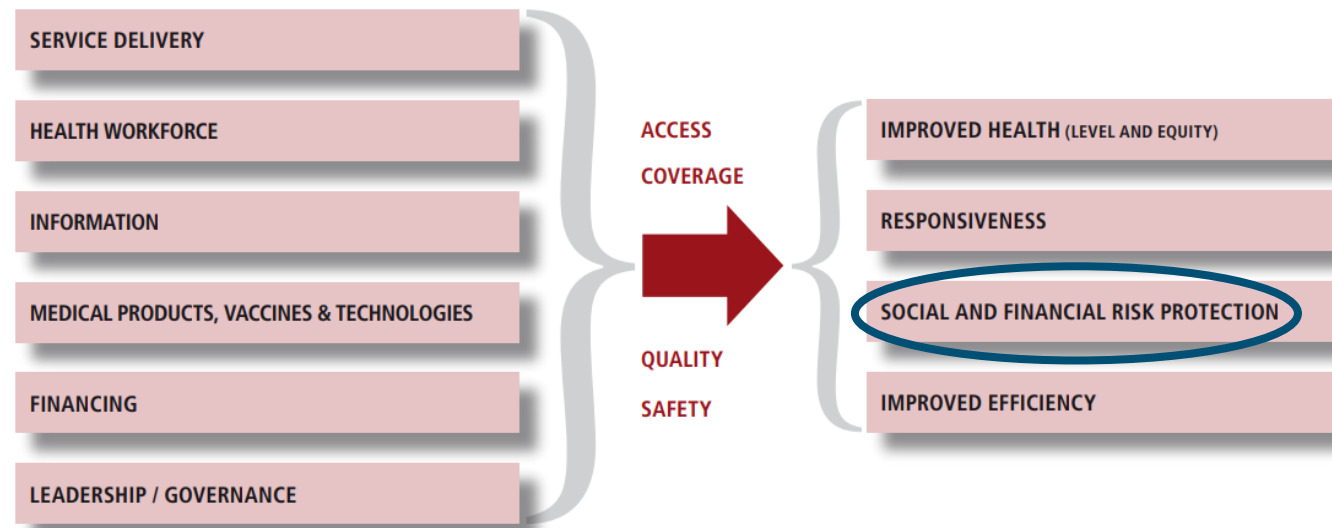 SERVICE DELIVERY
HEALTH WORKFORCE
INFORMATION
MEDICAL PRODUCTS, VACCINES & TECHNOLOGIES
FINANCING
LEADERSHIP / GOVERNANCE
ACCESS
COVERAGE
QUALITY
SAFETY
IMPROVED HEALTH (LEVEL AND EQUITY)
RESPONSIVENESS
SOCIAL AND FINANCIAL RISK PROTECTION
IMPROVED EFFICIENCY